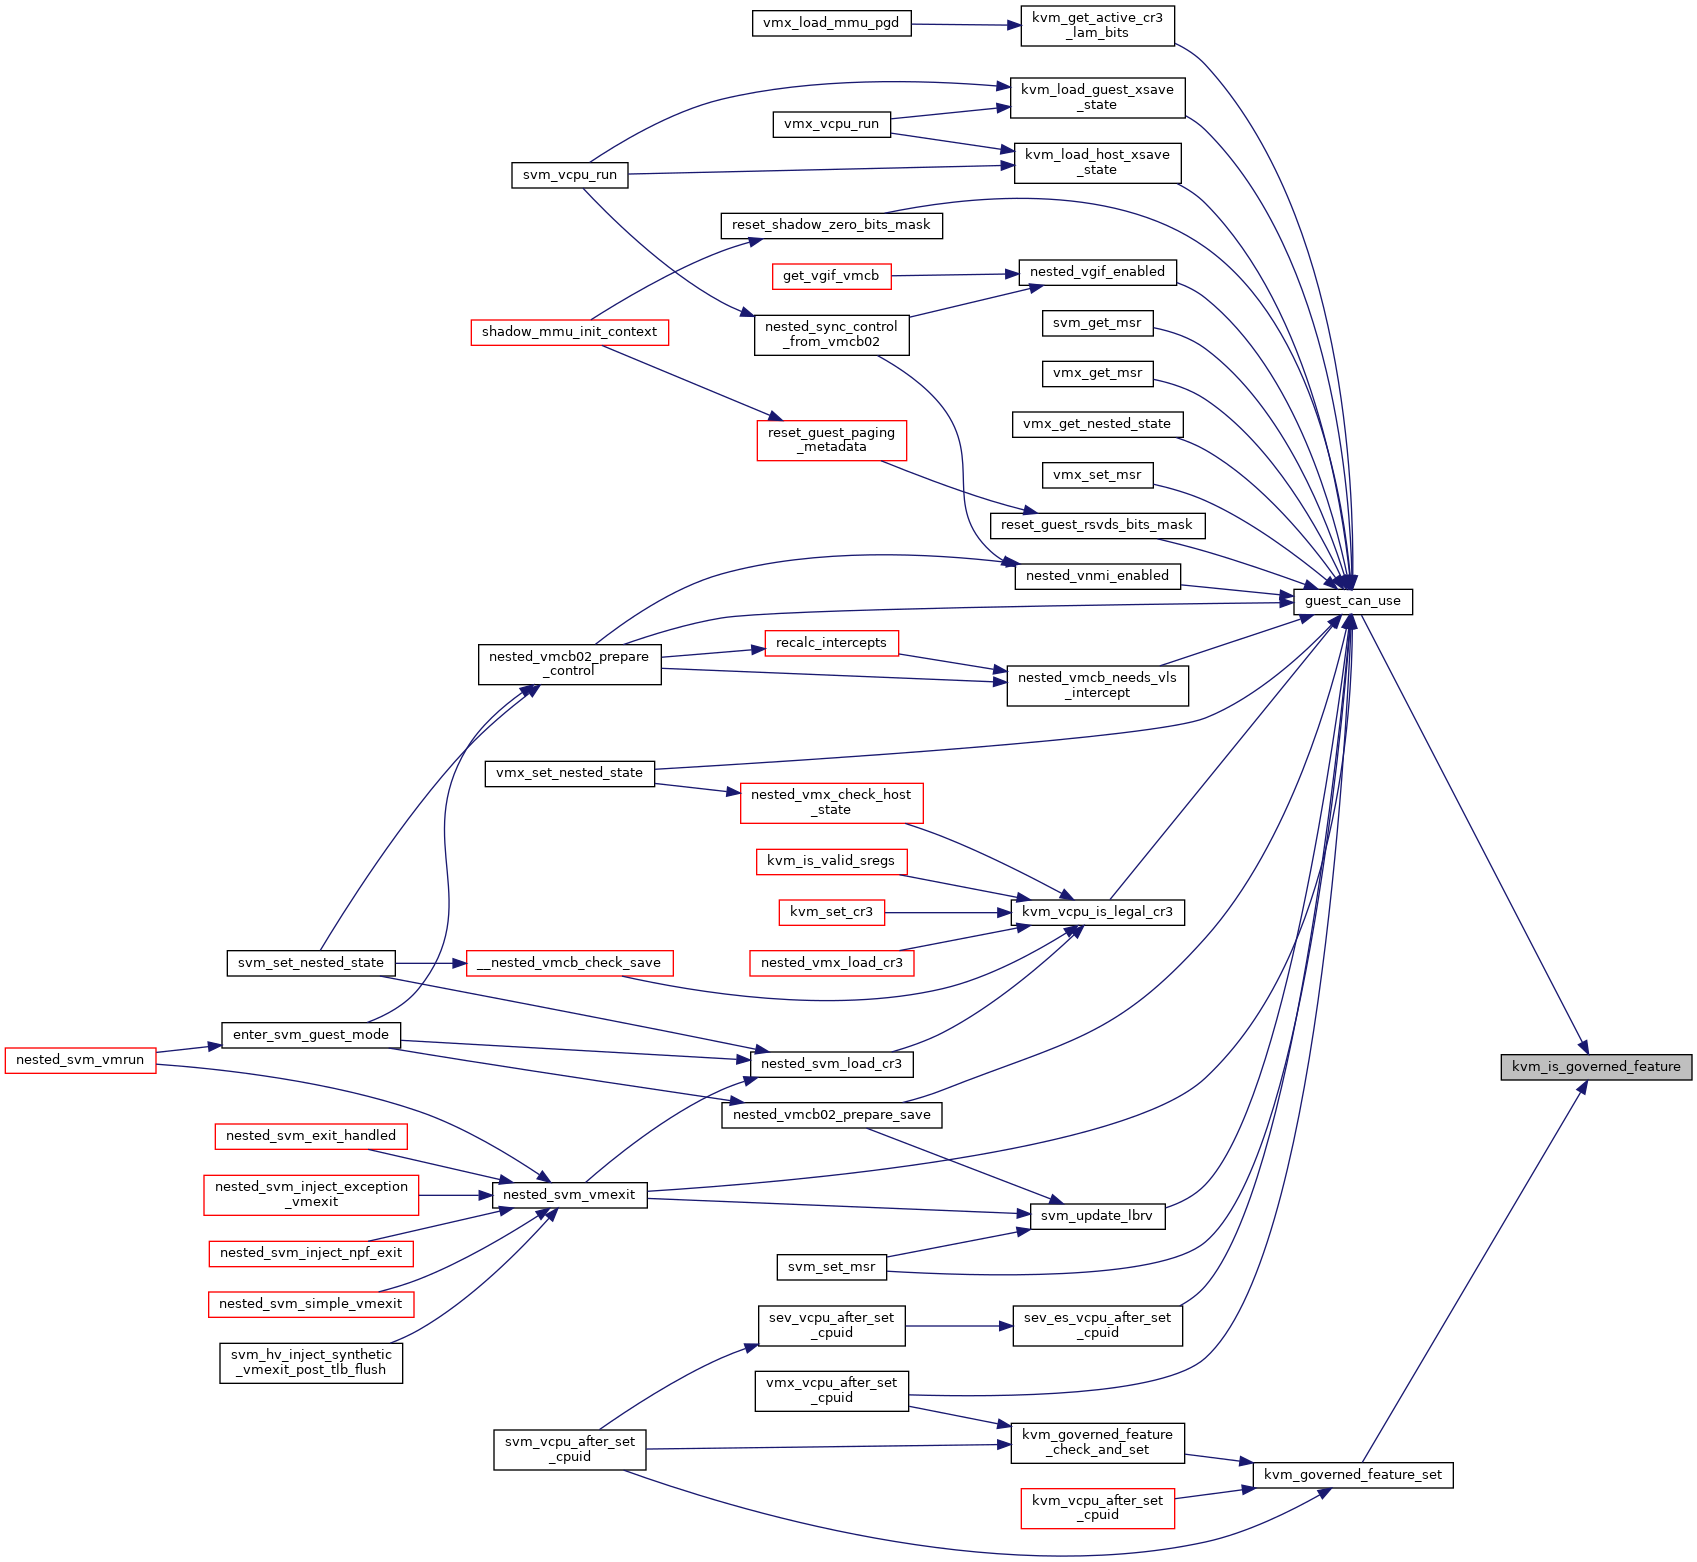 vmx_load_mmu_pgd
kvm_get_active_cr3
_lam_bits
kvm_load_guest_xsave
_state
vmx_vcpu_run
kvm_load_host_xsave
_state
svm_vcpu_run
reset_shadow_zero_bits_mask
get_vgif_vmcb
nested_vgif_enabled
shadow_mmu_init_context
nested_sync_control
_from_vmcb02
svm_get_msr
vmx_get_msr
vmx_get_nested_state
reset_guest_paging
_metadata
vmx_set_msr
reset_guest_rsvds_bits_mask
nested_vnmi_enabled
guest_can_use
nested_vmcb02_prepare
_control
recalc_intercepts
nested_vmcb_needs_vls
_intercept
vmx_set_nested_state
nested_vmx_check_host
_state
kvm_is_valid_sregs
kvm_set_cr3
kvm_vcpu_is_legal_cr3
nested_vmx_load_cr3
svm_set_nested_state
__nested_vmcb_check_save
enter_svm_guest_mode
nested_svm_vmrun
nested_svm_load_cr3
kvm_is_governed_feature
nested_vmcb02_prepare_save
nested_svm_exit_handled
nested_svm_inject_exception
_vmexit
nested_svm_vmexit
svm_update_lbrv
nested_svm_inject_npf_exit
svm_set_msr
nested_svm_simple_vmexit
svm_hv_inject_synthetic
_vmexit_post_tlb_flush
sev_vcpu_after_set
_cpuid
sev_es_vcpu_after_set
_cpuid
vmx_vcpu_after_set
_cpuid
svm_vcpu_after_set
_cpuid
kvm_governed_feature
_check_and_set
kvm_governed_feature_set
kvm_vcpu_after_set
_cpuid